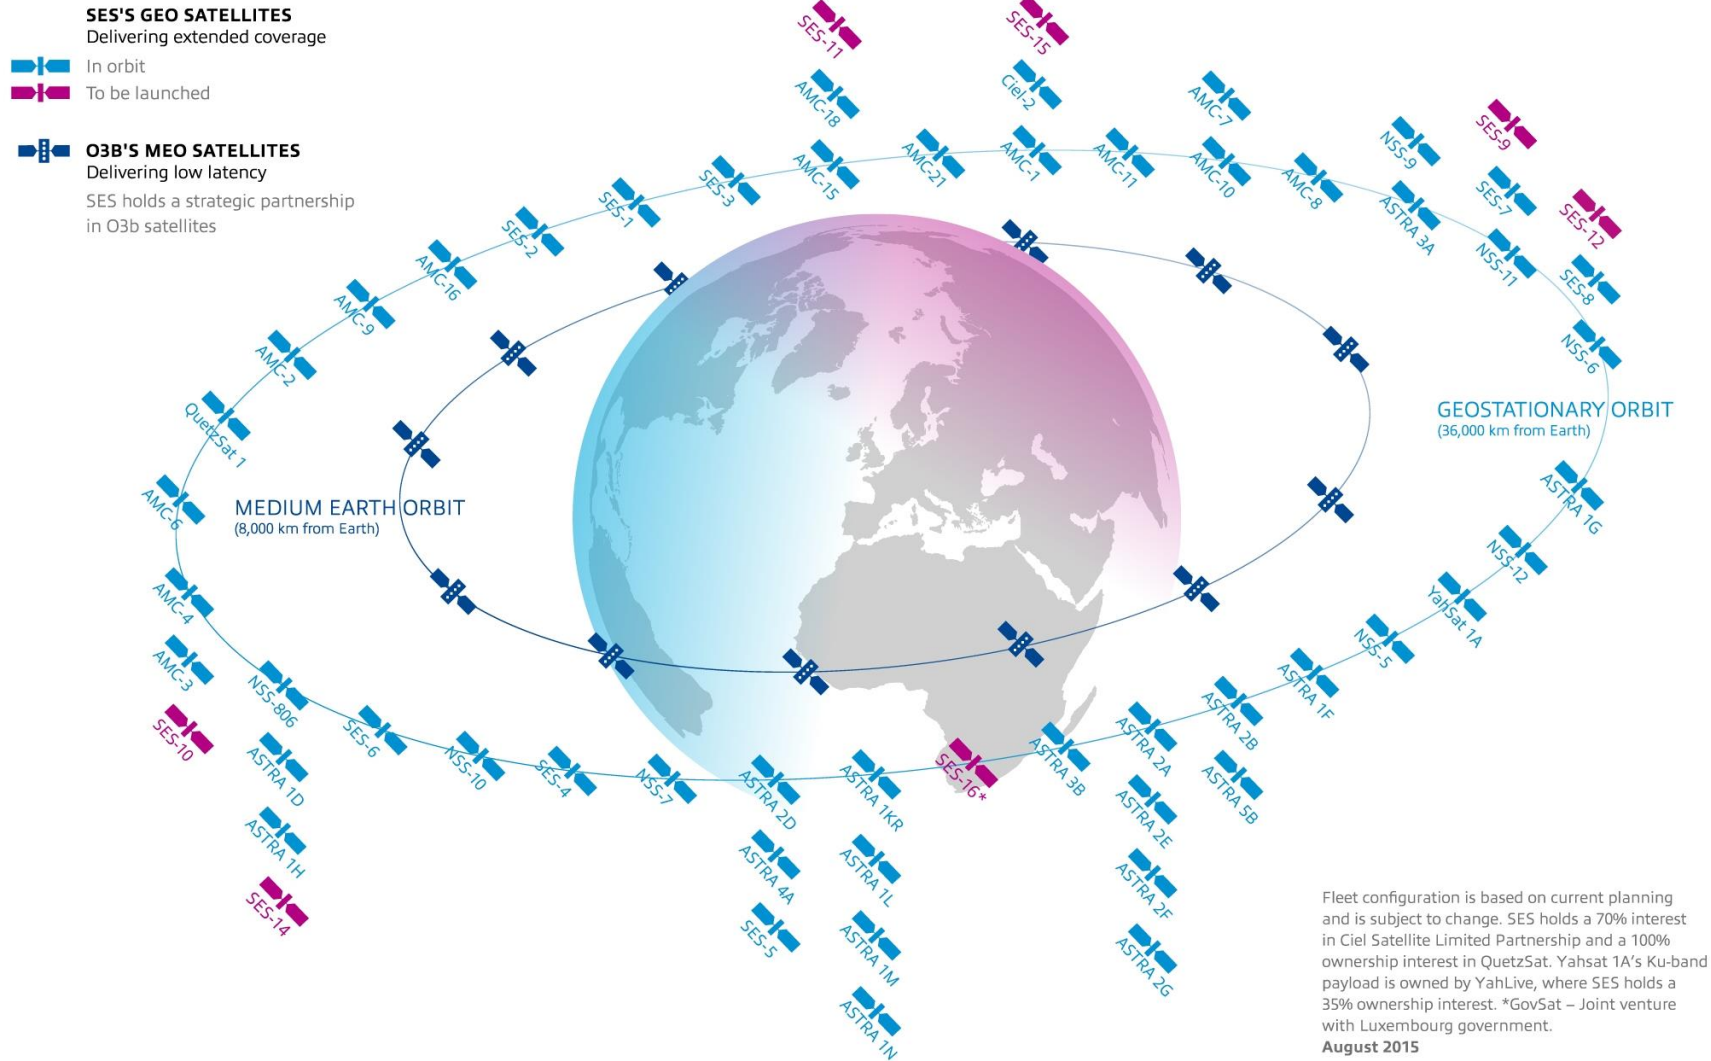 SES'S GEO SATELLITES
Delivering extended coverage
In orbit
To be launched
O3B'S MEO SATELLITES
Delivering low latency
SES holds a strategic partnership
in O3b satellites
SES-11
SES-15
AMC-18
Ciel-2
AMC-7
NSS-9
SES-9
SES-3
AMC-15
AMC-21
AMC-1
AMC-11
AMC-10
AMC-8
ASTRA 3A
SES-7
SES-12
SES-1
SES-2
AMC-16
AMC-9
AMC-2
QuetzSat 1
AMC-6
NSS-11
SES-8
NSS-6
GEOSTATIONARY ORBIT
(36,000 km from Earth)
MEDIUM EARTH ORBIT
(8,000 km from Earth)
ASTRA 1G
NSS-12
YahSat 1A
NSS-5
ASTRA 1F
AMC-4
AMC-3
SES-10
NSS-806
ASTRA 1D
ASTRA 1H
SES-14
SES-6
NSS-10
SES-4
NSS-7
ASTRA 2D
ASTRA 4A
SES-5
ASTRA 1KR
ASTRA 1L
ASTRA 1M
ASTRA 1N
SES-16*
ASTRA 3B
ASTRA 2A
ASTRA 2E
ASTRA 2F
ASTRA 2G
ASTRA 2B
ASTRA 5B
Fleet configuration is based on current planning
and is subject to change. SES holds a 70% interest
in Ciel Satellite Limited Partnership and a 100%
ownership interest in QuetzSat. Yahsat 1A's Ku-band
payload is owned by YahLive, where SES holds a
35% ownership interest. *GovSat – Joint venture
with Luxembourg government.
August 2015